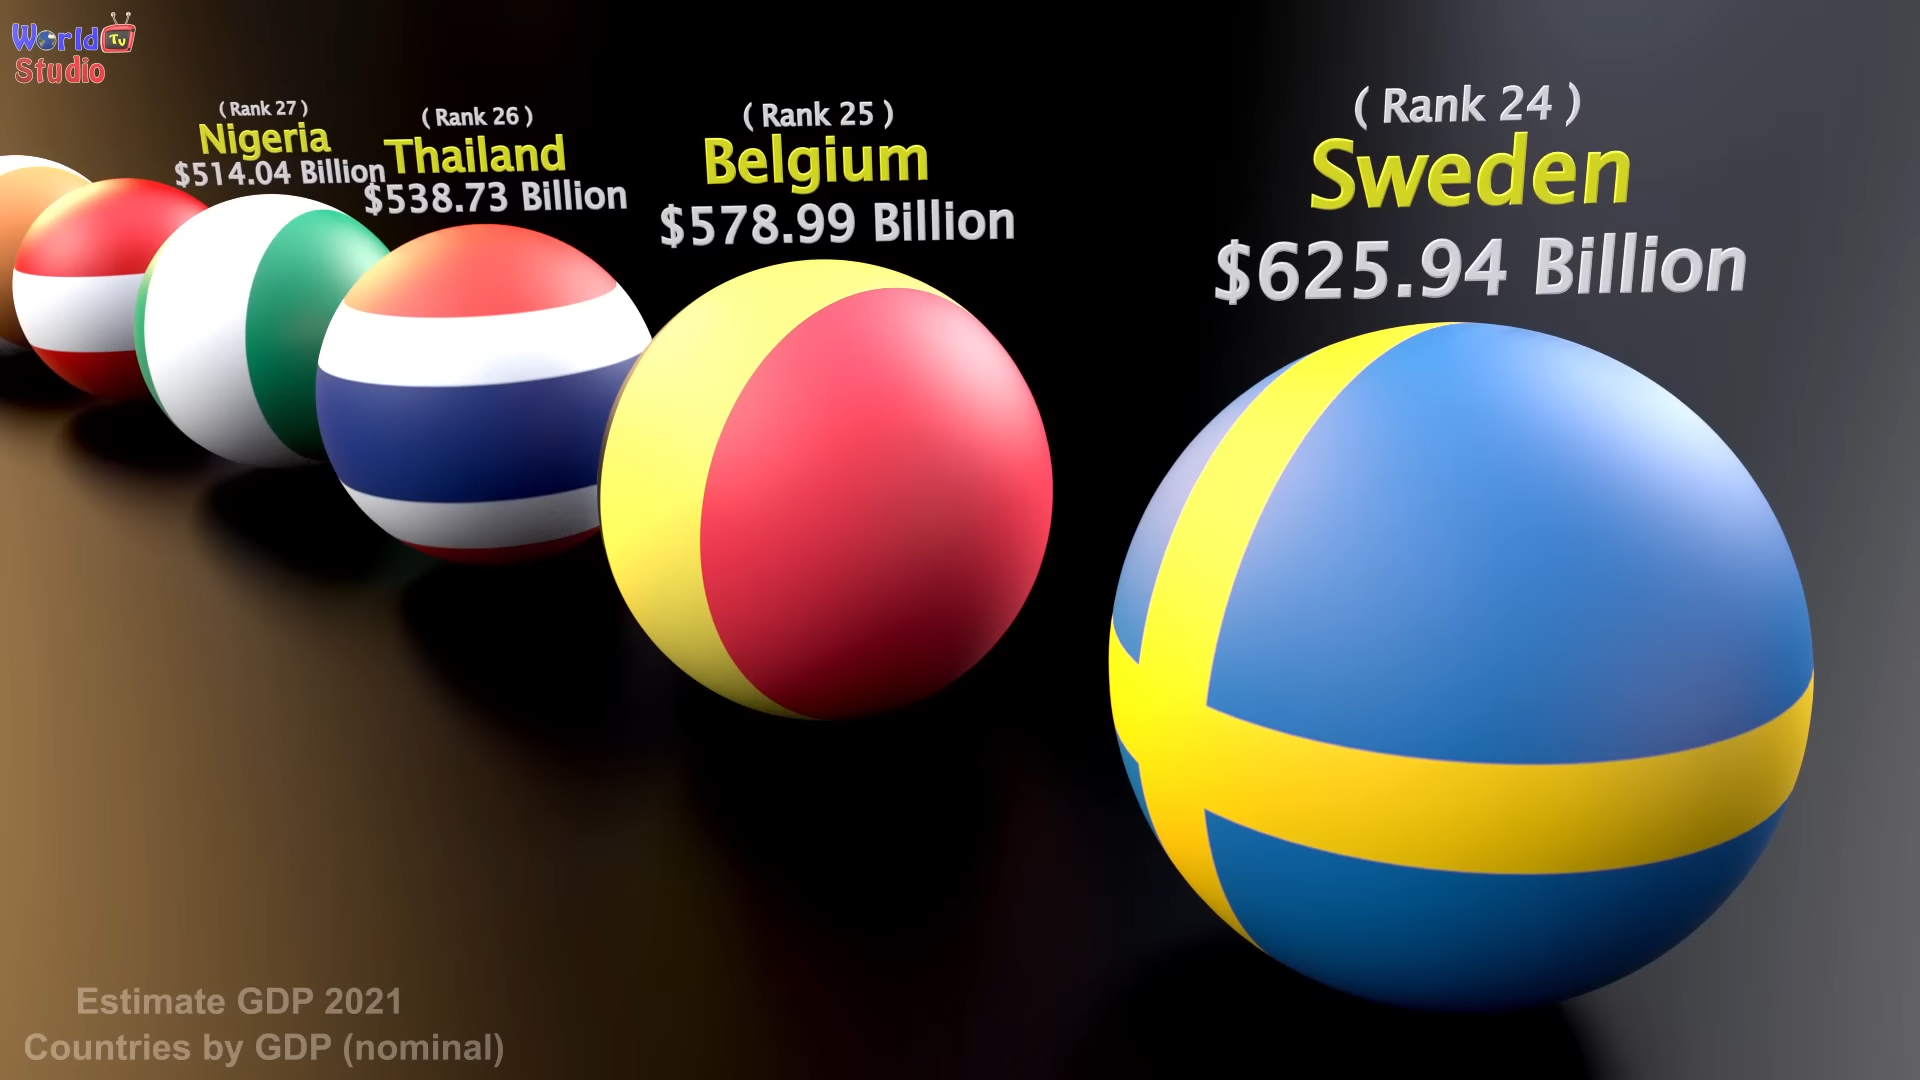 World Tv
Studio
( Rank 27 )
Nigeria
$514.04 Billion
( Rank 26 )
Thailand
$538.73 Billion
( Rank 25 )
Belgium
$578.99 Billion
( Rank 24 )
Sweden
$625.94 Billion
Estimate GDP 2021
Countries by GDP (nominal)